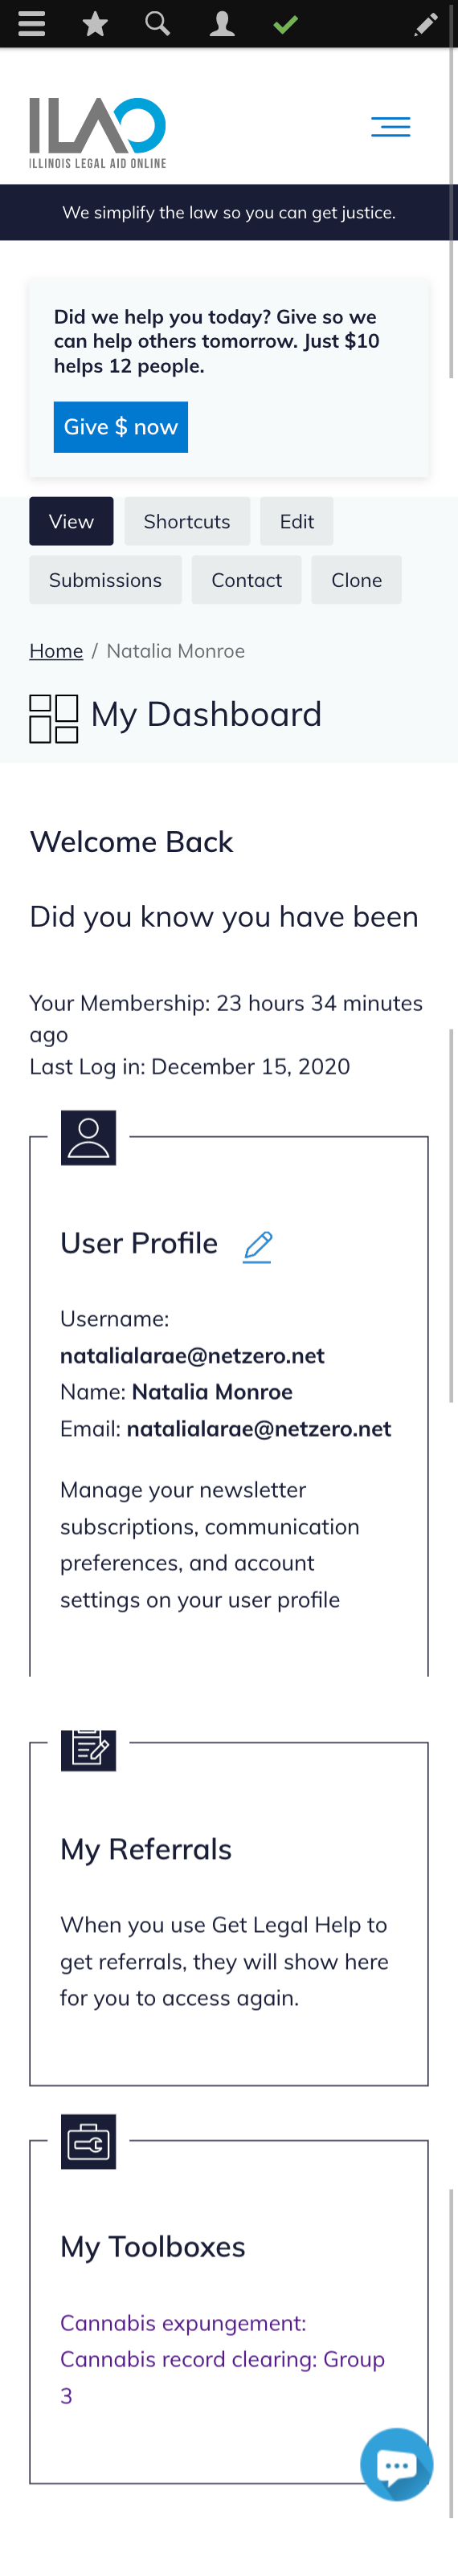 ILAO
ILLINOIS LEGAL AID ONLINE
We simplify the law so you can get justice.
Did we help you today? Give so we
can help others tomorrow. Just $10
helps 12 people.
Give $ now
View
Shortcuts
Edit
Submissions
Contact
Clone
Home / Natalia Monroe
My Dashboard
Welcome Back
Did you know you have been
Your Membership: 23 hours 34 minutes
ago
Last Log in: December 15, 2020
User Profile
Username:
natalialarae@netzero.net
Name: Natalia Monroe
Email: natalialarae@netzero.net
Manage your newsletter
subscriptions, communication
preferences, and account
settings on your user profile
My Referrals
When you use Get Legal Help to
get referrals, they will show here
for you to access again.
My Toolboxes
Cannabis expungement:
Cannabis record clearing: Group
3